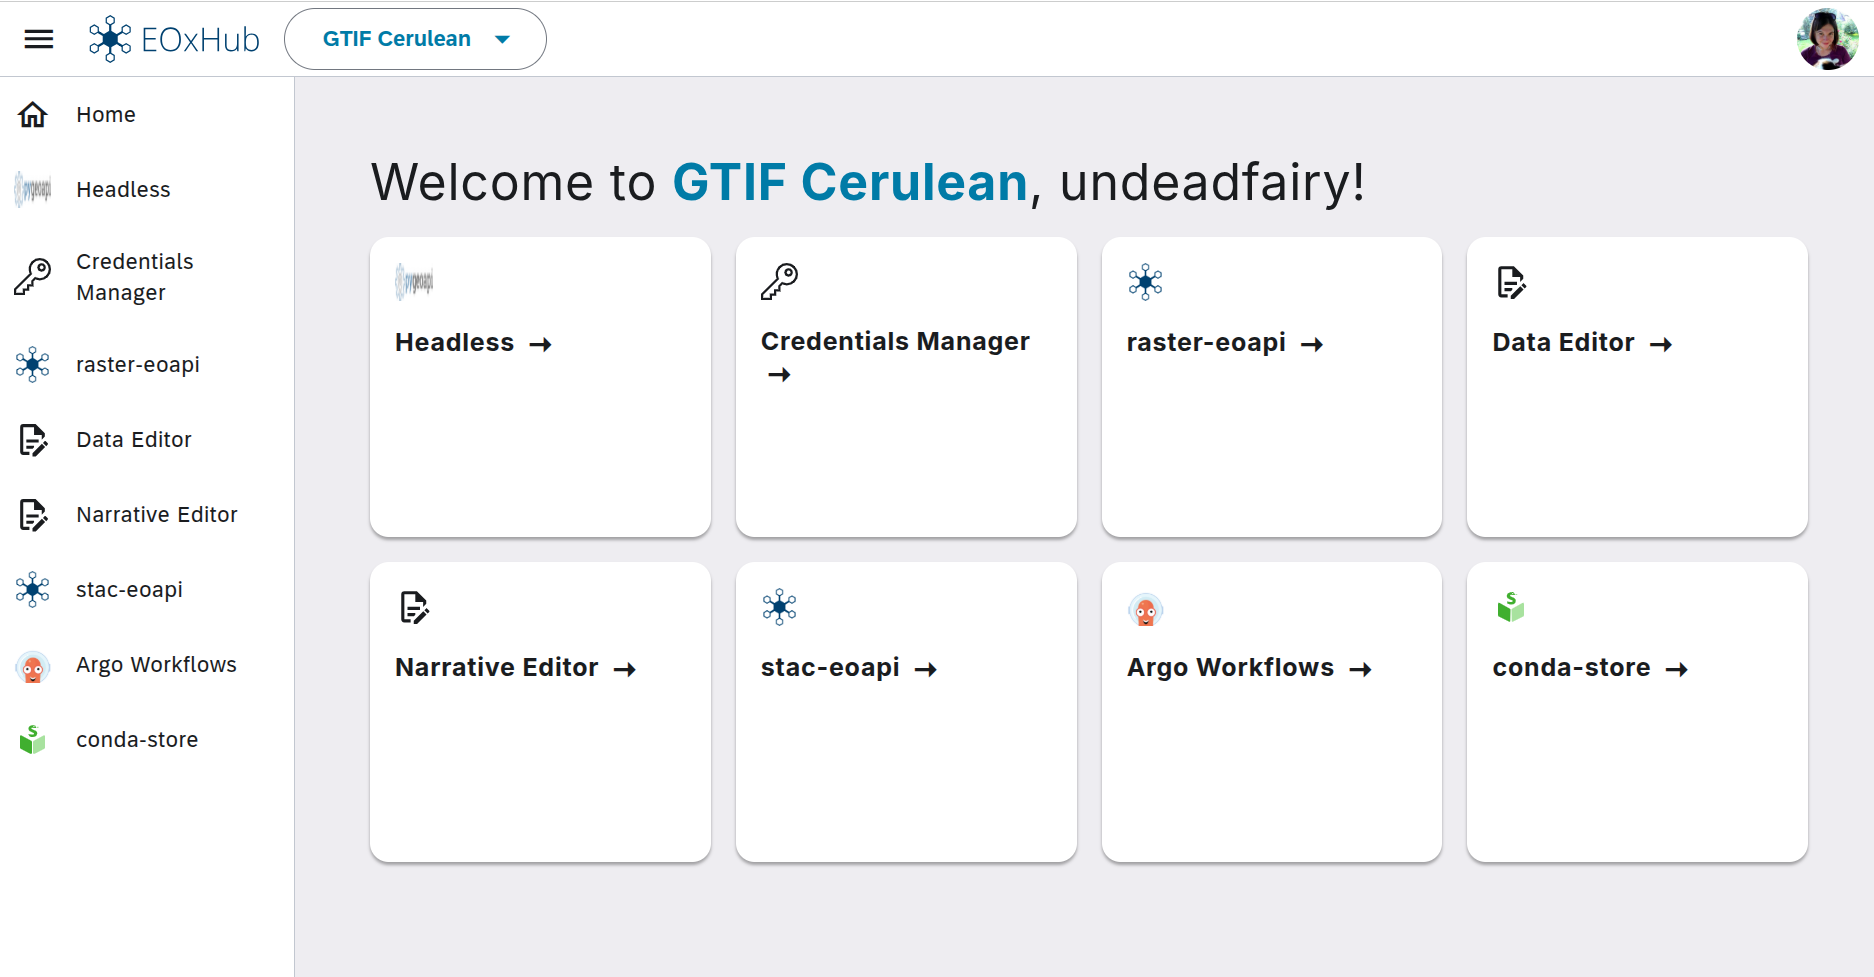 EOxHub
GTIF Cerulean
Home
pygeoapi
Headless
Credentials
Manager
raster-eoapi
Data Editor
Narrative Editor
stac-eoapi
Argo Workflows
S
conda-store
Welcome to GTIF Cerulean, undeadfairy!
pygeoapi
Headless →
Credentials Manager
→
raster-eoapi →
Data Editor →
Narrative Editor →
stac-eoapi →
Argo Workflows →
S
conda-store →